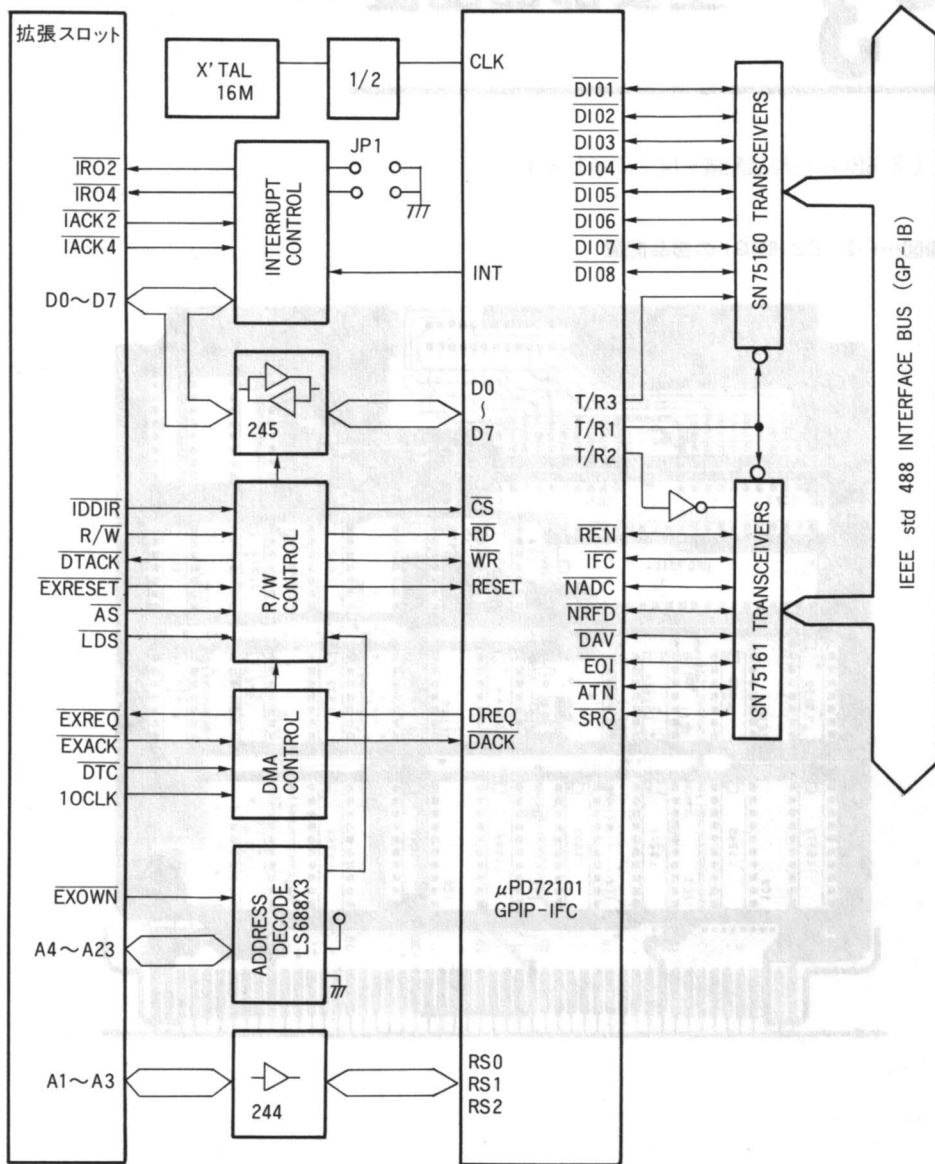 拡張スロット
X'TAL
16M
1/2
CLK
IRO2
IRO4
IACK2
IACK4
D0～D7
INTERRUPT
CONTROL
JP1
INT
245
D0
～
D7
IDDIR
R/W
DTACK
EXRESET
AS
LDS
R/W
CONTROL
CS
RD
WR
RESET
EXREQ
EXACK
DTC
10CLK
DMA
CONTROL
DREQ
DACK
EXOWN
A4～A23
ADDRESS
DECODE
LS688X3
A1～A3
244
RS0
RS1
RS2
μPD72101
GPIP-IFC
DI01
DI02
DI03
DI04
DI05
DI06
DI07
DI08
T/R3
T/R1
T/R2
REN
IFC
NADC
NRFD
DAV
EOI
ATN
SRQ
SN75160 TRANSCEIVERS
SN75161 TRANSCEIVERS
IEEE std 488 INTERFACE BUS (GP-IB)